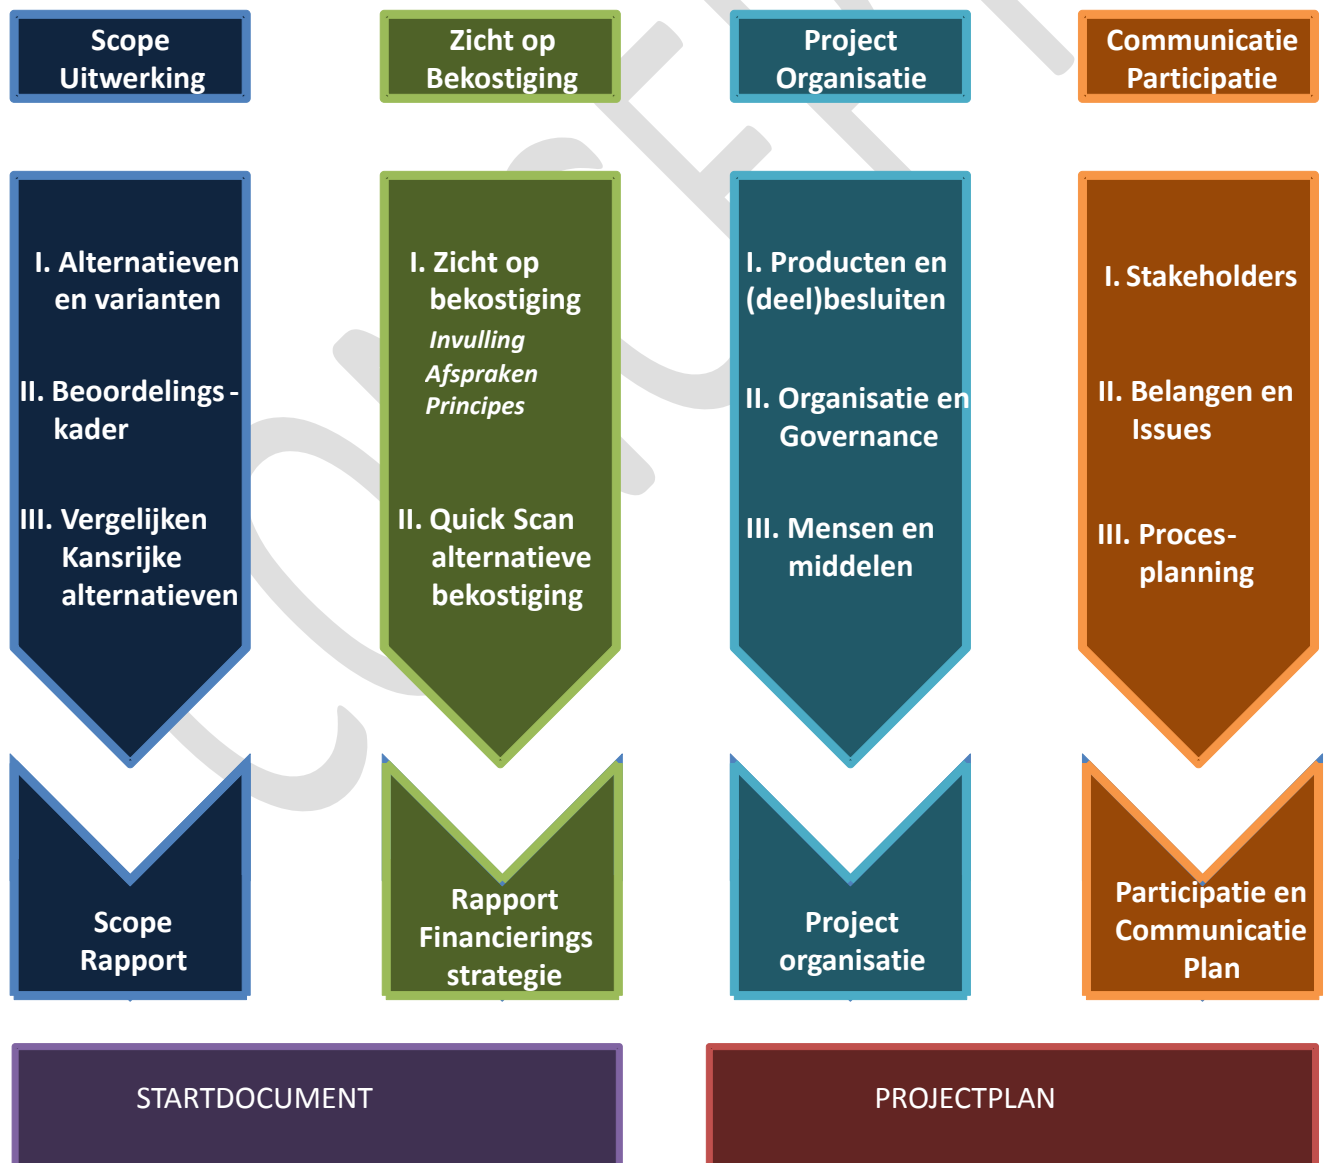 Scope
Uitwerking
Zicht op
Bekostiging
Project
Organisatie
Communicatie
Participatie
I. Alternatieven
en varianten
II. Beoordelings-
kader
III. Vergelijken
Kansrijke
alternatieven
I. Zicht op
bekostiging
Invulling
Afspraken
Principes
II. Quick Scan
alternatieve
bekostiging
I. Producten en
(deel)besluiten
II. Organisatie en
Governance
III. Mensen en
middelen
I. Stakeholders
II. Belangen en
Issues
III. Proces-
planning
Scope
Rapport
Rapport
Financierings
strategie
Project
organisatie
Participatie en
Communicatie
Plan
STARTDOCUMENT
PROJECTPLAN